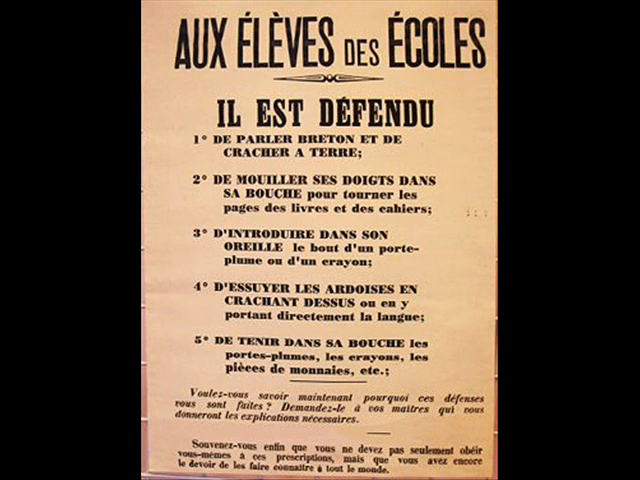 AUX ÉLÈVES DES ÉCOLES
IL EST DÉFENDU
1° DE PARLER BRETON ET DE
CRACHER A TERRE;
2° DE MOUILLER SES DOIGTS DANS
SA BOUCHE pour tourner les
pages des livres et des cahiers;
3° D'INTRODUIRE DANS SON
OREILLE le bout d'un porte-
plume ou d'un crayon;
4° D'ESSUYER LES ARDOISES EN
CRACHANT DESSUS ou en y
portant directement la langue;
5° DE TENIR DANS SA BOUCHE les
portes-plumes, les crayons, les
pièces de monnaies, etc.;
Voulez-vous savoir maintenant pourquoi ces défenses
vous sont faites ? Demandez-le à vos maîtres qui vous
donneront les explications nécessaires.
Souvenez-vous enfin que vous ne devez pas seulement obéir
vous-mêmes à ces prescriptions, mais que vous avez encore
le devoir de les faire connaître à tout le monde.